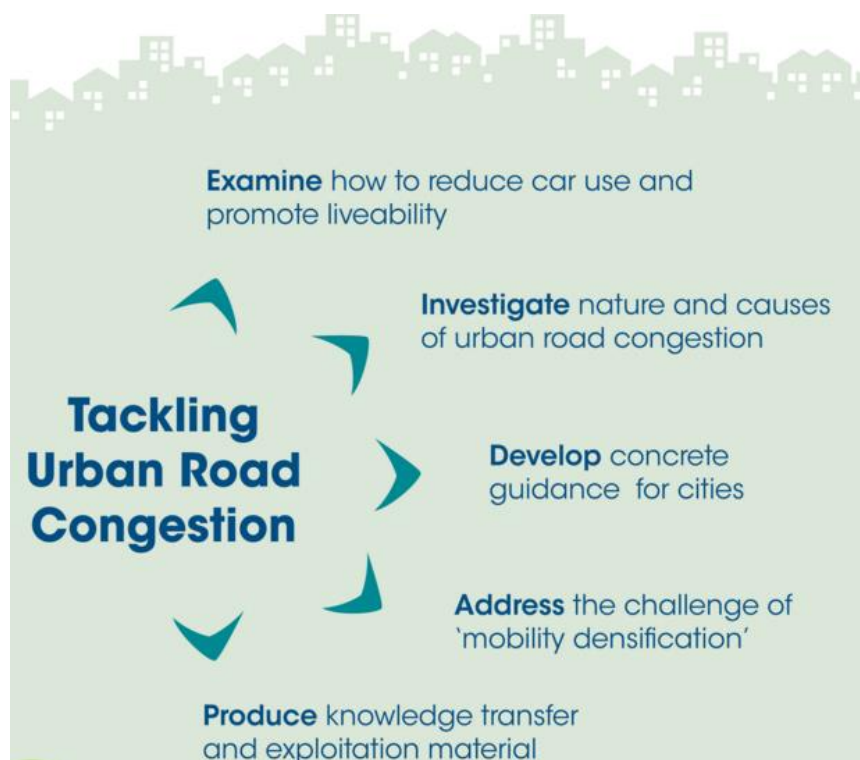 Examine how to reduce car use and
promote liveability
Investigate nature and causes
of urban road congestion
Tackling
Urban Road
Congestion
Develop concrete
guidance for cities
Address the challenge of
‘mobility densification’
Produce knowledge transfer
and exploitation material